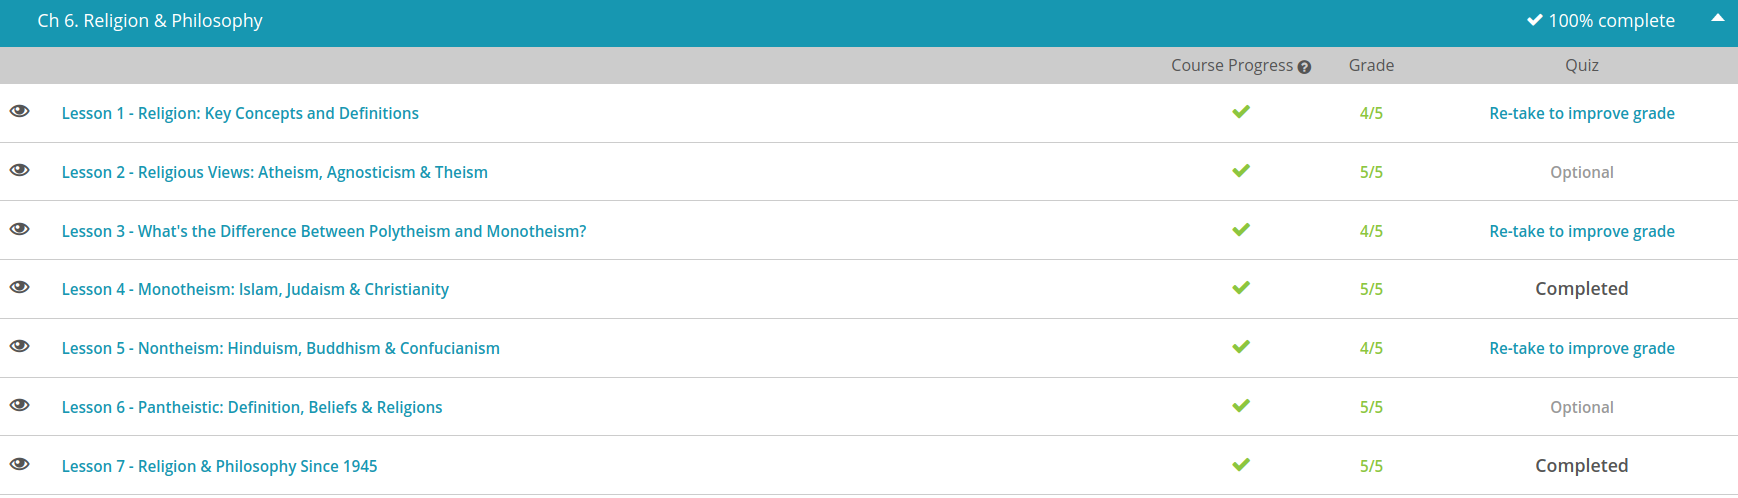 Ch 6. Religion & Philosophy 100% complete
Course Progress Grade Quiz
Lesson 1 - Religion: Key Concepts and Definitions 4/5 Re-take to improve grade
Lesson 2 - Religious Views: Atheism, Agnosticism & Theism 5/5 Optional
Lesson 3 - What's the Difference Between Polytheism and Monotheism? 4/5 Re-take to improve grade
Lesson 4 - Monotheism: Islam, Judaism & Christianity 5/5 Completed
Lesson 5 - Nontheism: Hinduism, Buddhism & Confucianism 4/5 Re-take to improve grade
Lesson 6 - Pantheistic: Definition, Beliefs & Religions 5/5 Optional
Lesson 7 - Religion & Philosophy Since 1945 5/5 Completed